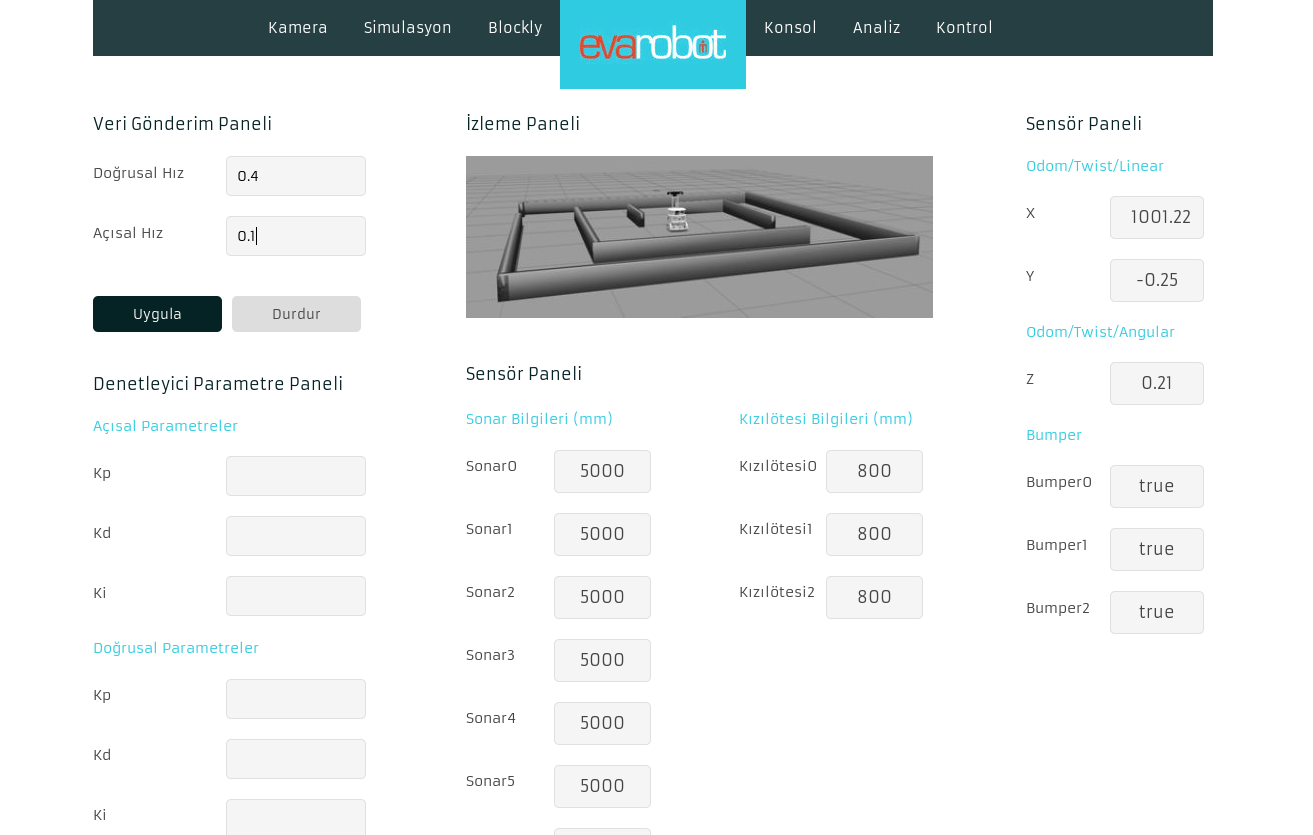 Kamera Simulasyon Blockly evarobot Konsol Analiz Kontrol
Veri Gönderim Paneli
Doğrusal Hız 0.4
Açısal Hız 0.1
Uygula Durdur
Denetleyici Parametre Paneli
Açısal Parametreler
Kp
Kd
Ki
Doğrusal Parametreler
Kp
Kd
Ki
İzleme Paneli
Sensör Paneli
Sonar Bilgileri (mm)
Sonar0 5000
Sonar1 5000
Sonar2 5000
Sonar3 5000
Sonar4 5000
Sonar5 5000
Kızılötesi Bilgileri (mm)
Kızılötesi0 800
Kızılötesi1 800
Kızılötesi2 800
Sensör Paneli
Odom/Twist/Linear
X 1001.22
Y -0.25
Odom/Twist/Angular
Z 0.21
Bumper
Bumper0 true
Bumper1 true
Bumper2 true